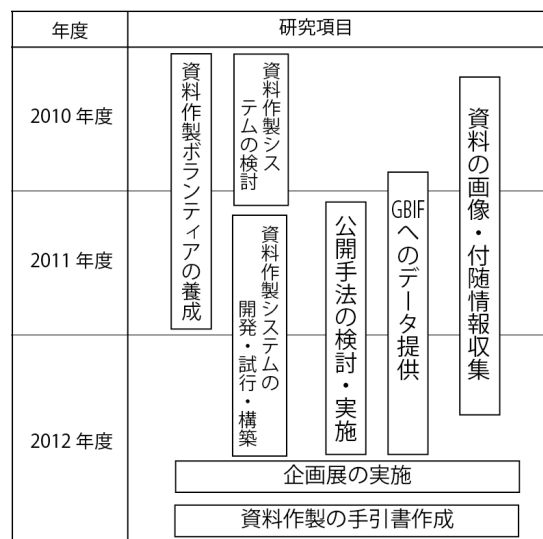 年度
研究項目
2010 年度
2011 年度
2012 年度
資料作製ボランティアの養成
資料作製シス
テムの検討
資料作製システムの
開発・試行・構築
公開手法の検討・実施
GBIFへのデータ提供
資料の画像・付随情報収集
企画展の実施
資料作製の手引書作成